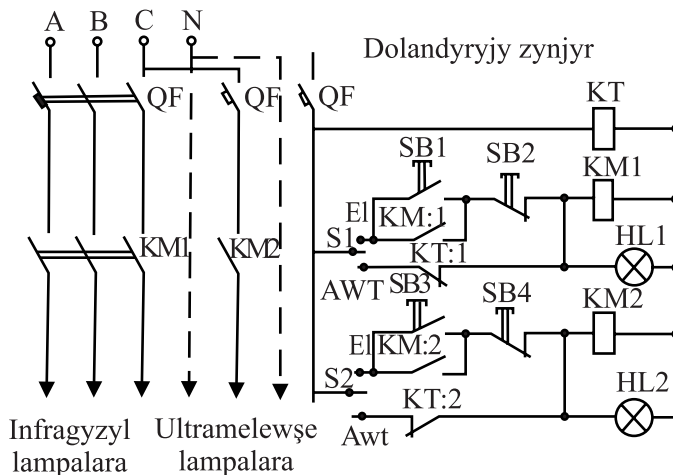 A B C N
Dolandyryjy zynjyr
QF QF QF KT
SB1 SB2 KM1
El KM:1
S1 KT:1 HL1
KM1 KM2
AWT SB3 SB4 KM2
El KM:2
S2 KT:2 HL2
Awt
Infragyzyl lampalara
Ultramelewşe lampalara